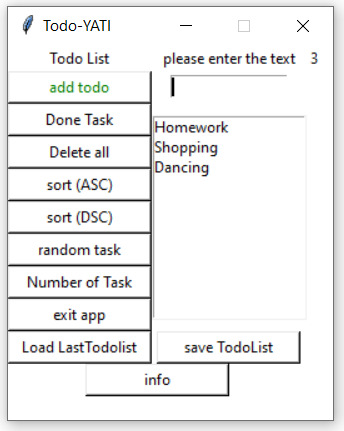 Todo-YATI
Todo List please enter the text 3
add todo
Done Task
Homework
Delete all
Shopping
Dancing
sort (ASC)
sort (DSC)
random task
Number of Task
exit app
Load LastTodolist save TodoList
info